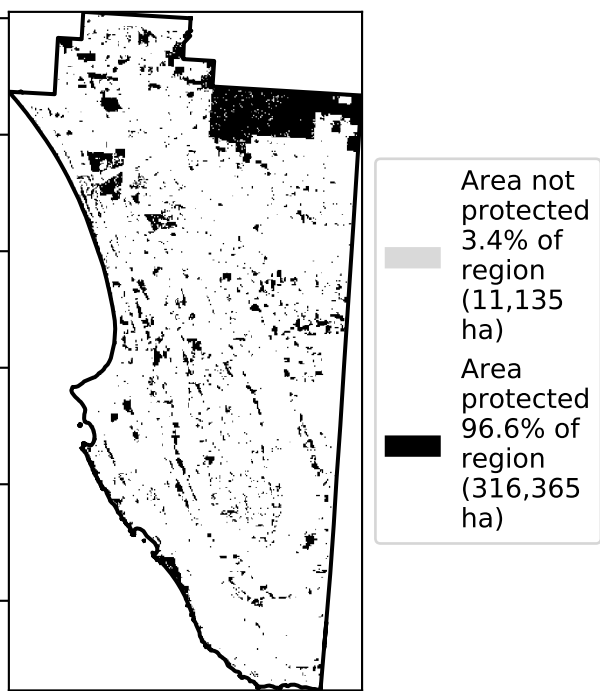 Area not
protected
3.4% of
region
(11,135
ha)
Area
protected
96.6% of
region
(316,365
ha)